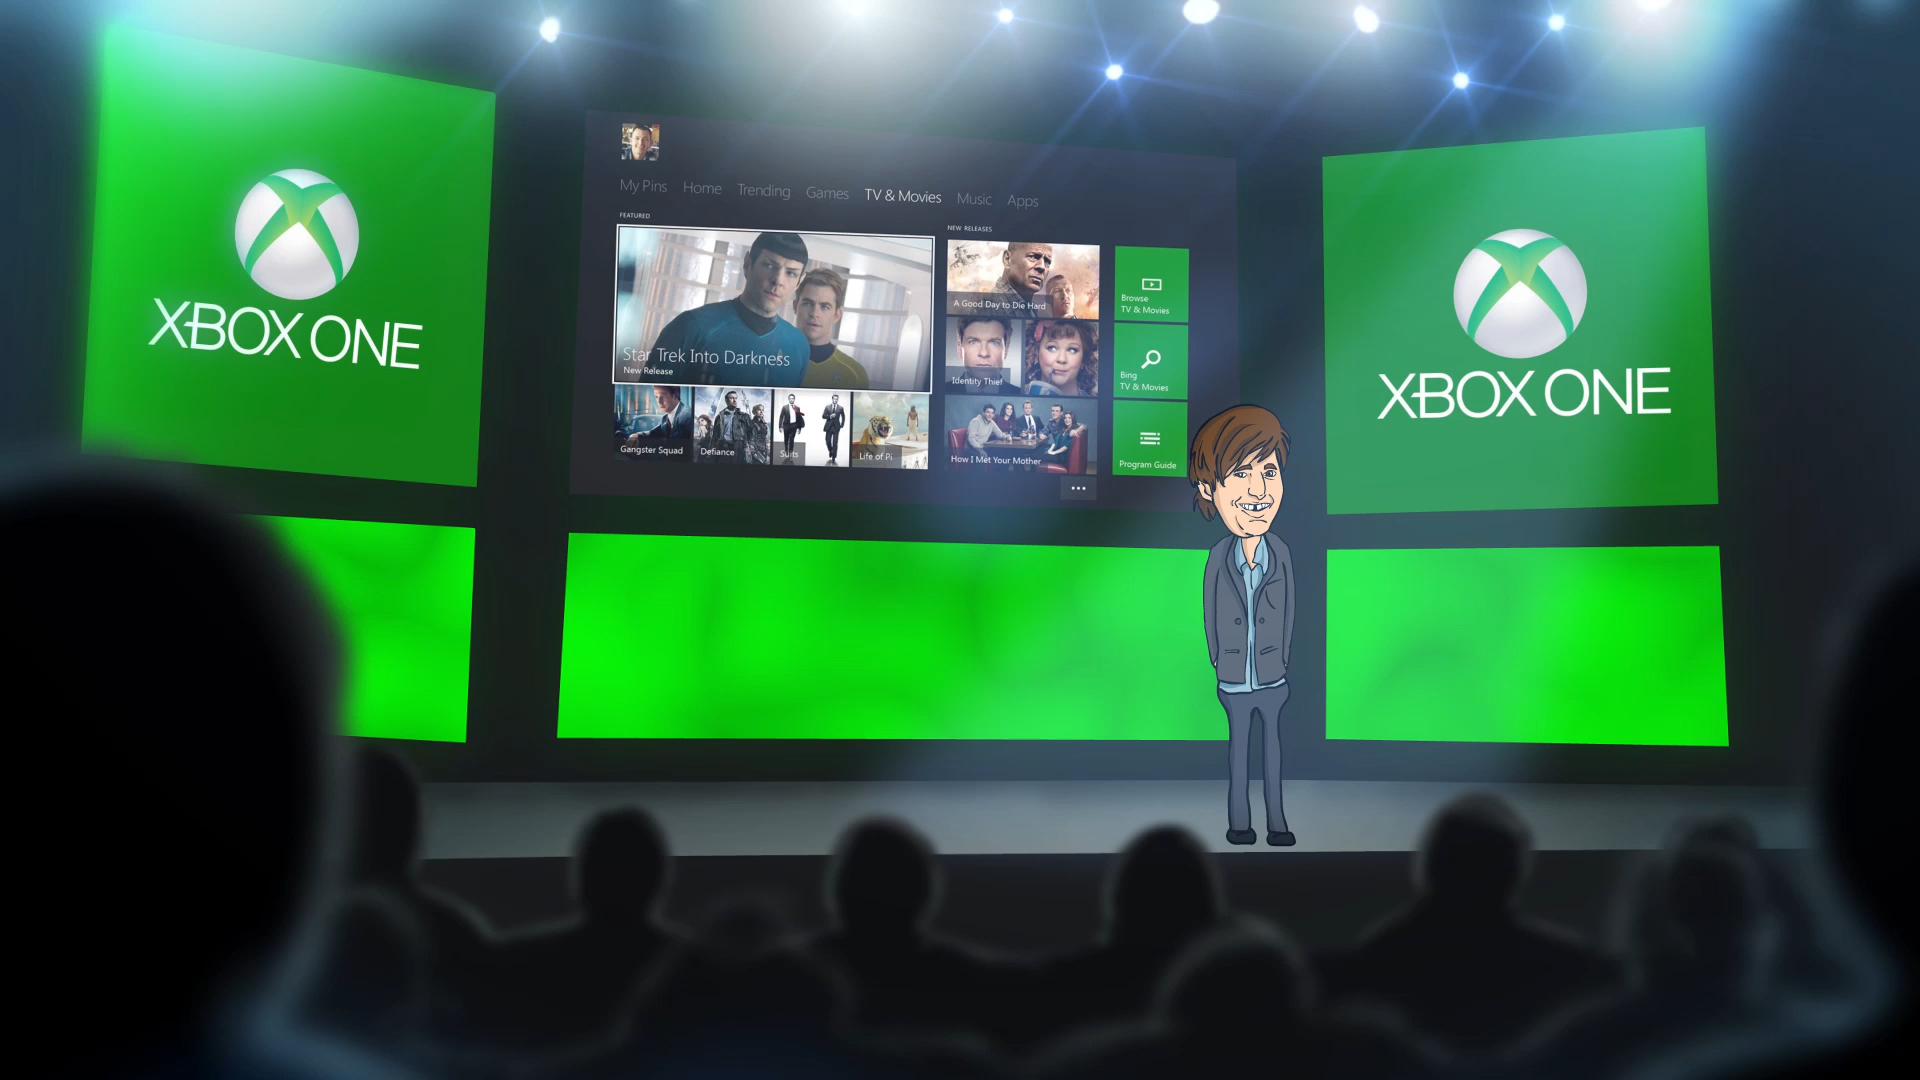 XBOX ONE
My Pins Home Trending Games TV & Movies Music Apps
FEATURED
Star Trek Into Darkness
New Release
Gangster Squad
Defiance
Suits
Life of Pi
NEW RELEASES
A Good Day to Die Hard
Identity Thief
How I Met Your Mother
Browse
TV & Movies
Bing
TV & Movies
Program Guide
XBOX ONE